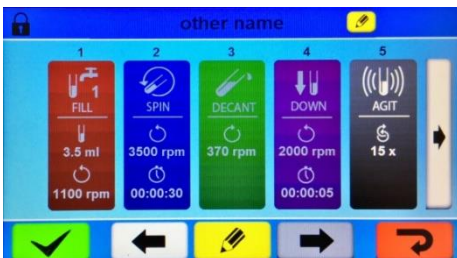 other name
1 2 3 4 5
1
FILL SPIN DECANT DOWN AGIT
3.5 ml 3500 rpm 370 rpm 2000 rpm 15 x
1100 rpm 00:00:30 00:00:05